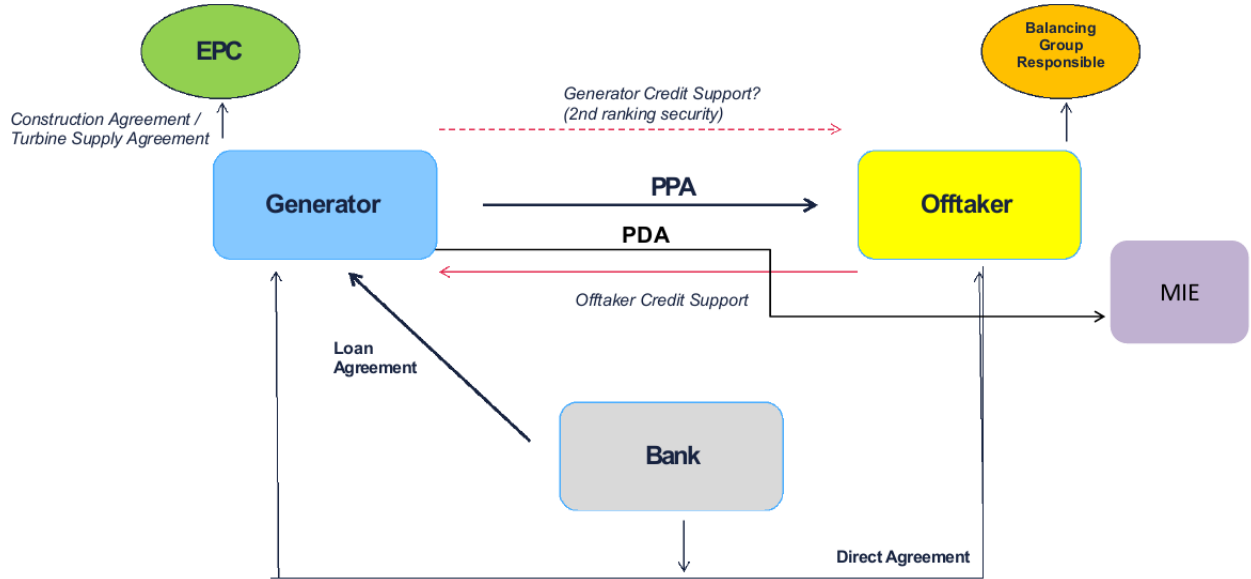 EPC
Balancing
Group
Responsible
Construction Agreement /
Turbine Supply Agreement
Generator Credit Support?
(2nd ranking security)
Generator
PPA
Offtaker
PDA
MIE
Offtaker Credit Support
Loan
Agreement
Bank
Direct Agreement